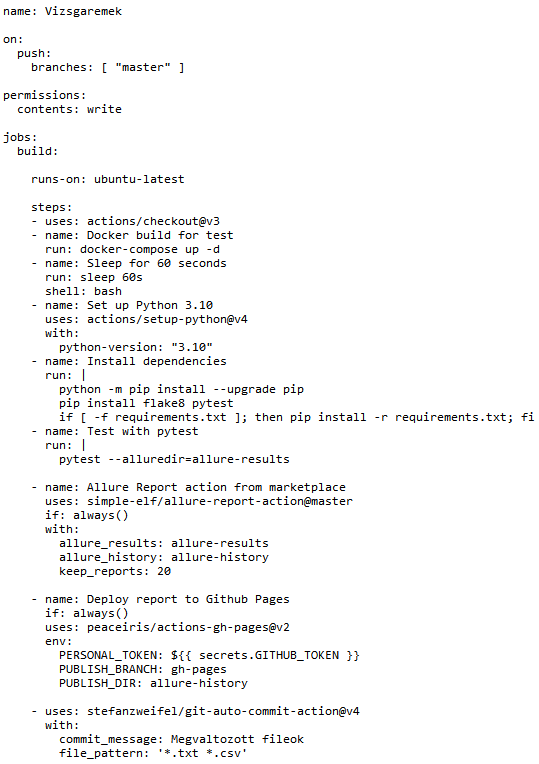 name: Vizsgaremek

on:
  push:
    branches: [ "master" ]

permissions:
  contents: write

jobs:
  build:

    runs-on: ubuntu-latest

    steps:
    - uses: actions/checkout@v3
    - name: Docker build for test
      run: docker-compose up -d
    - name: Sleep for 60 seconds
      run: sleep 60s
      shell: bash
    - name: Set up Python 3.10
      uses: actions/setup-python@v4
      with:
        python-version: "3.10"
    - name: Install dependencies
      run: |
        python -m pip install --upgrade pip
        pip install flake8 pytest
        if [ -f requirements.txt ]; then pip install -r requirements.txt; fi
    - name: Test with pytest
      run: |
        pytest --alluredir=allure-results

    - name: Allure Report action from marketplace
      uses: simple-elf/allure-report-action@master
      if: always()
      with:
        allure_results: allure-results
        allure_history: allure-history
        keep_reports: 20

    - name: Deploy report to Github Pages
      if: always()
      uses: peaceiris/actions-gh-pages@v2
      env:
        PERSONAL_TOKEN: ${{ secrets.GITHUB_TOKEN }}
        PUBLISH_BRANCH: gh-pages
        PUBLISH_DIR: allure-history

    - uses: stefanzweifel/git-auto-commit-action@v4
      with:
        commit_message: Megvaltozott fileok
        file_pattern: '*.txt *.csv'